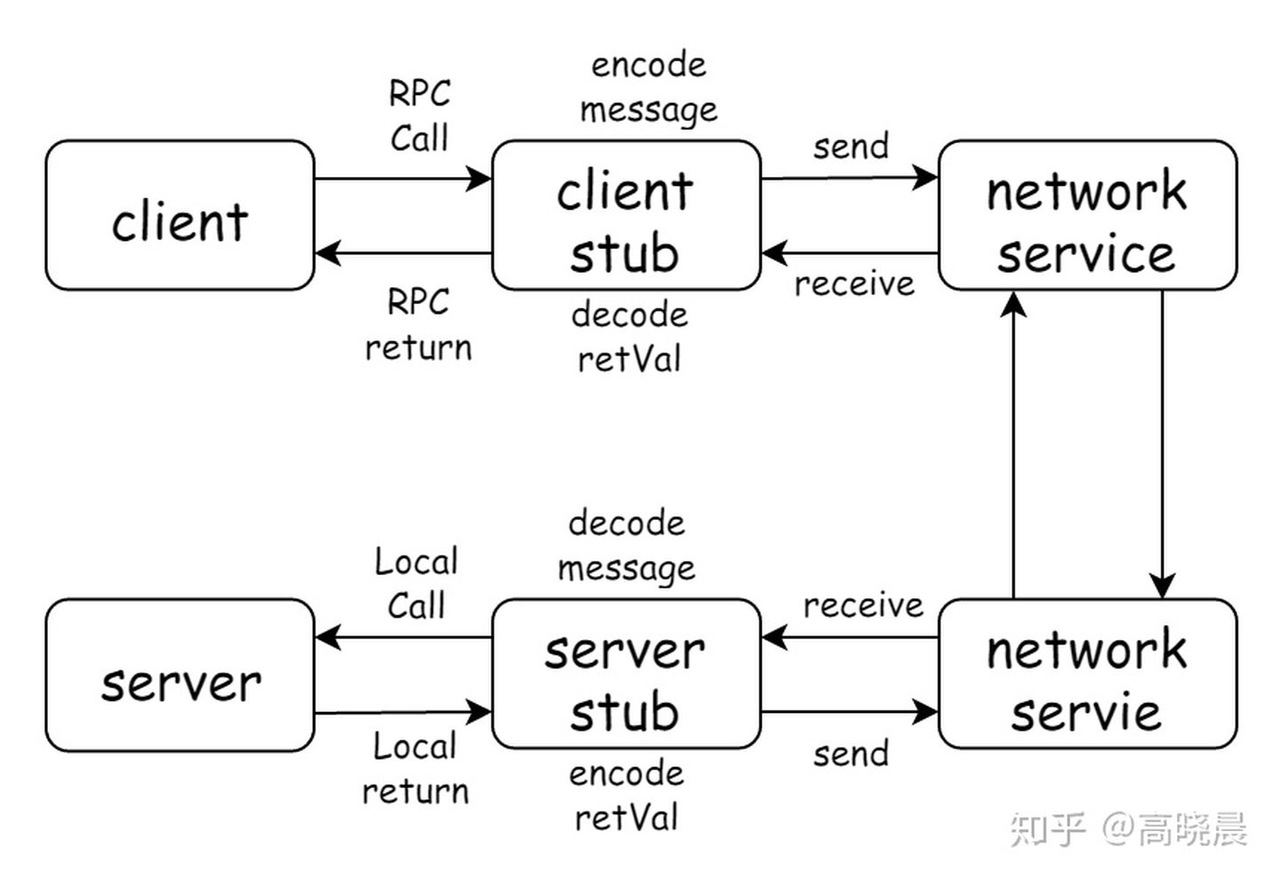 encode
message
RPC
Call
send
client
client
stub
network
service
receive
RPC
return
decode
retVal
decode
message
Local
Call
receive
server
server
stub
network
servie
Local
return
send
encode
retVal
知乎 @高晓晨